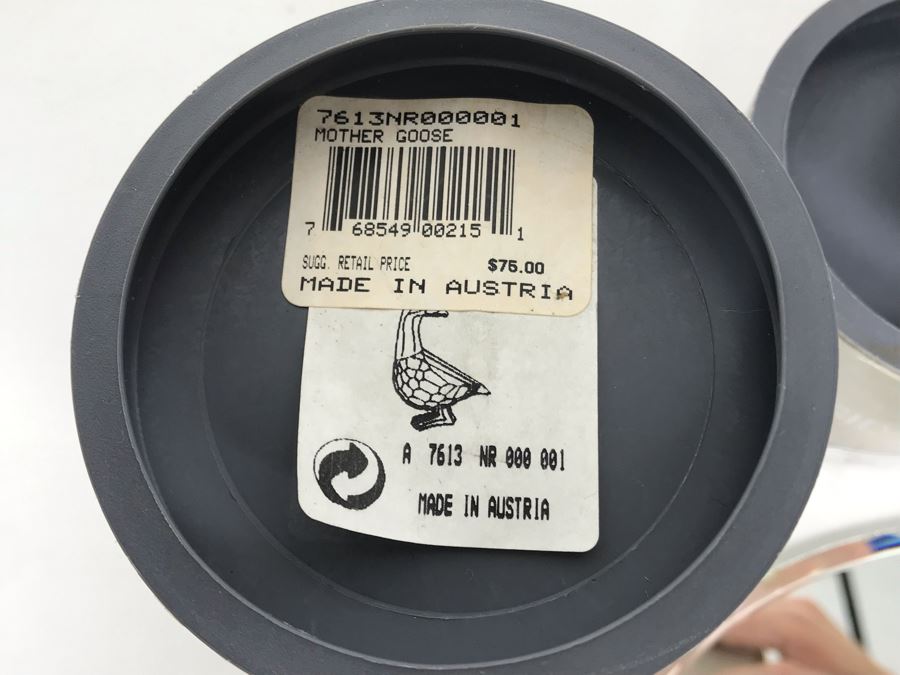 7613NR000001
MOTHER GOOSE
7 68549 00215 1
SUGG. RETAIL PRICE $75.00
MADE IN AUSTRIA
A 7613 NR 000 001
MADE IN AUSTRIA